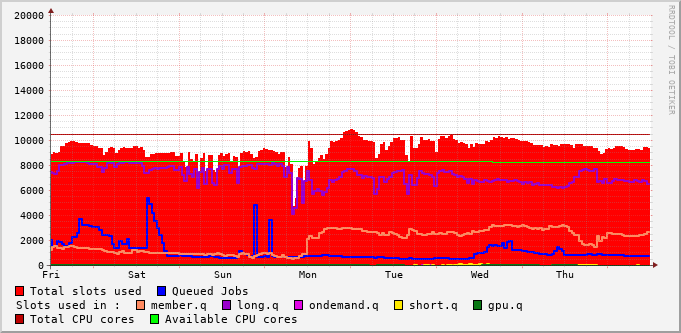 20000
18000
16000
14000
12000
10000
8000
6000
4000
2000
0
Fri Sat Sun Mon Tue Wed Thu
Total slots used Queued Jobs
Slots used in : member.q long.q ondemand.q short.q gpu.q
Total CPU cores Available CPU cores
RRDTOOL / TOBI OETIKER